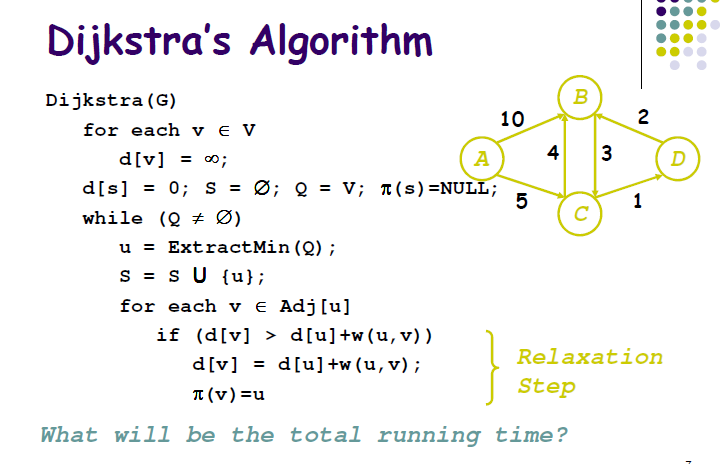 Dijkstra's Algorithm
Dijkstra(G)
for each v ∈ V
d[v] = ∞;
d[s] = 0; S = ∅; Q = V; π(s)=NULL;
while (Q ≠ ∅)
u = ExtractMin(Q);
S = S U {u};
for each v ∈ Adj[u]
if (d[v] > d[u]+w(u,v))
d[v] = d[u]+w(u,v);
π(v)=u
B
10
2
A
4
3
D
5
1
C
Relaxation
Step
What will be the total running time?